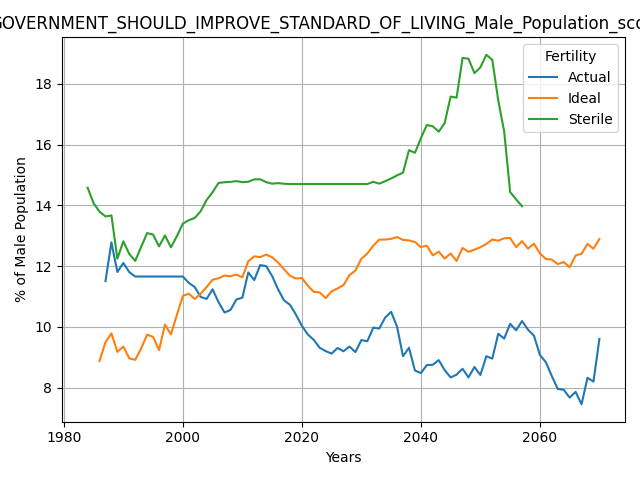 GOVERNMENT_SHOULD_IMPROVE_STANDARD_OF_LIVING_Male_Population_sco
Fertility
Actual
Ideal
Sterile
% of Male Population
18
16
14
12
10
8
1980 2000 2020 2040 2060
Years